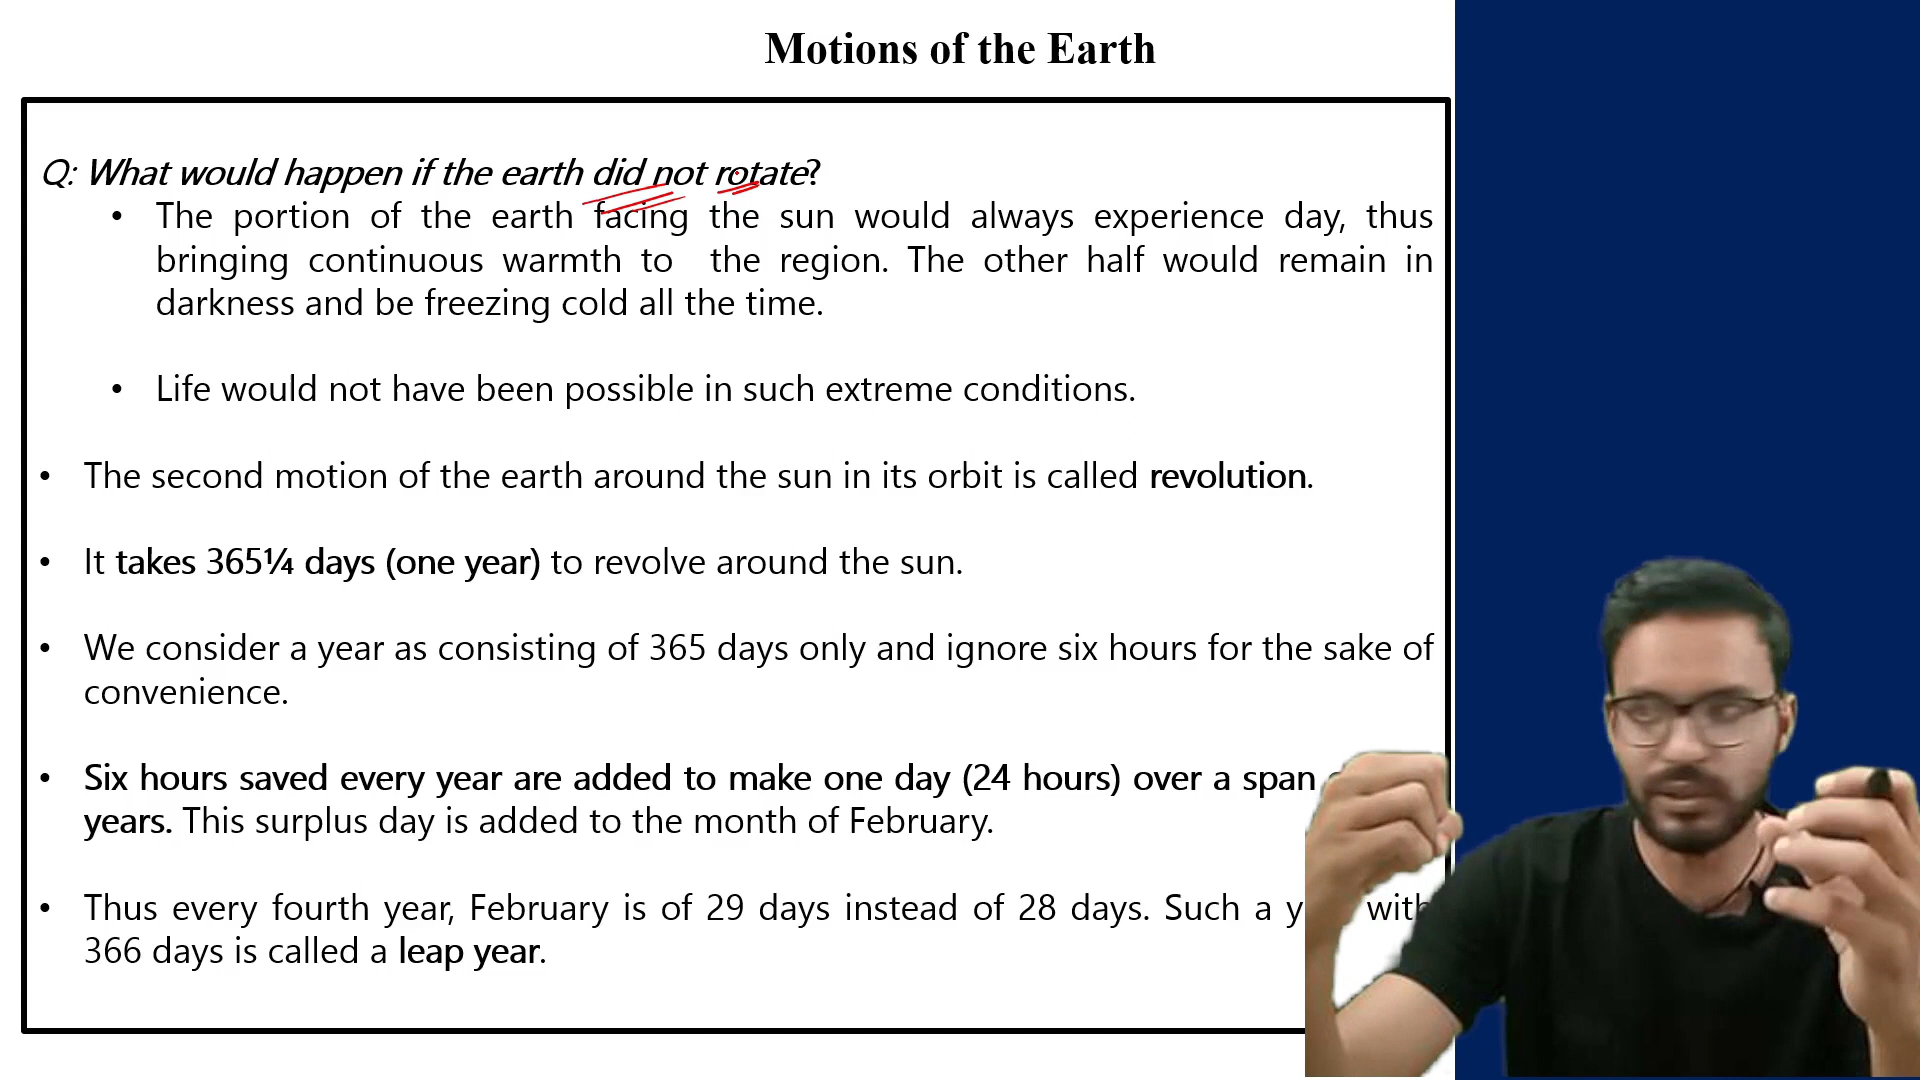 Motions of the Earth
Q: What would happen if the earth did not rotate?
• The portion of the earth facing the sun would always experience day, thus
bringing continuous warmth to the region. The other half would remain in
darkness and be freezing cold all the time.
• Life would not have been possible in such extreme conditions.
• The second motion of the earth around the sun in its orbit is called revolution.
• It takes 365¼ days (one year) to revolve around the sun.
• We consider a year as consisting of 365 days only and ignore six hours for the sake of
convenience.
• Six hours saved every year are added to make one day (24 hours) over a span
years. This surplus day is added to the month of February.
• Thus every fourth year, February is of 29 days instead of 28 days. Such a with
366 days is called a leap year.